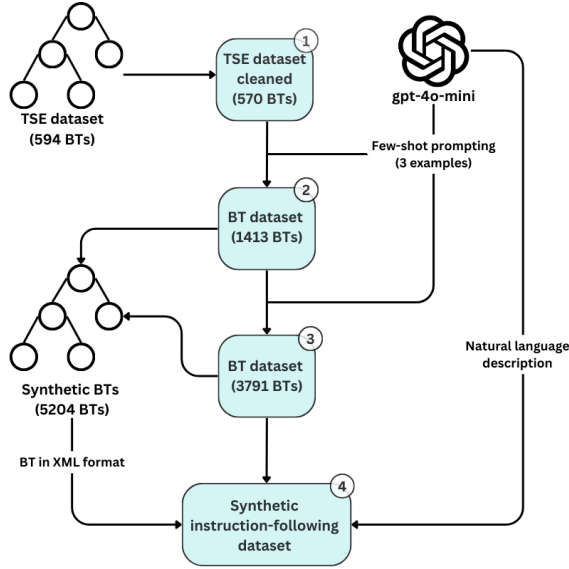 1
TSE dataset
cleaned
(570 BTs)
gpt-4o-mini
TSE dataset
(594 BTs)
Few-shot prompting
(3 examples)
2
BT dataset
(1413 BTs)
3
BT dataset
(3791 BTs)
Natural language
description
Synthetic BTs
(5204 BTs)
BT in XML format
4
Synthetic
instruction-following
dataset